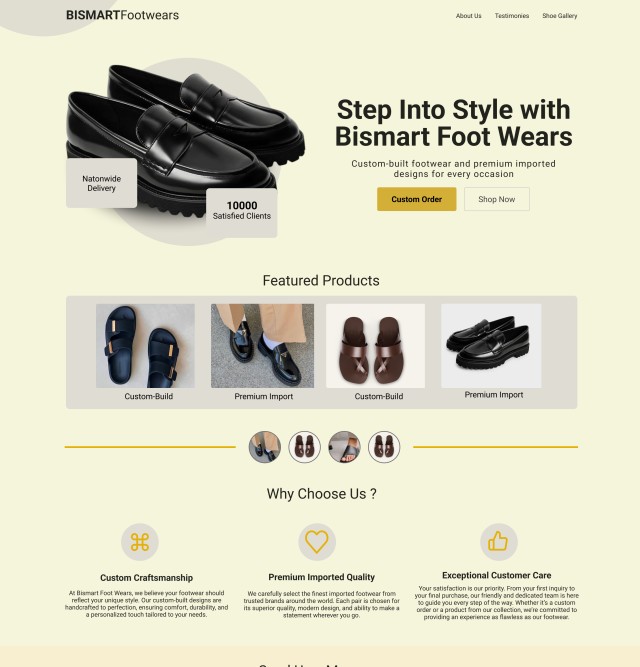 BISMARTFootwears
About Us Testimonies Shoe Gallery
Step Into Style with
Bismart Foot Wears
Custom-built footwear and premium imported
designs for every occasion
Custom Order Shop Now
Natonwide
Delivery
10000
Satisfied Clients
Featured Products
Custom-Build Premium Import Custom-Build Premium Import
Why Choose Us ?
Custom Craftsmanship
At Bismart Foot Wears, we believe your footwear should
reflect your unique style. Our custom-built designs are
handcrafted to perfection, ensuring comfort, durability, and
a personalized touch tailored to your needs.
Premium Imported Quality
We carefully select the finest imported footwear from
trusted brands around the world. Each pair is chosen for
its superior quality, modern design, and ability to make a
statement wherever you go.
Exceptional Customer Care
Your satisfaction is our priority. From your first inquiry to
your final purchase, our friendly and dedicated team is here
to guide you every step of the way. Whether it's a custom
order or a product from our collection, we're committed to
providing an experience as flawless as our footwear.